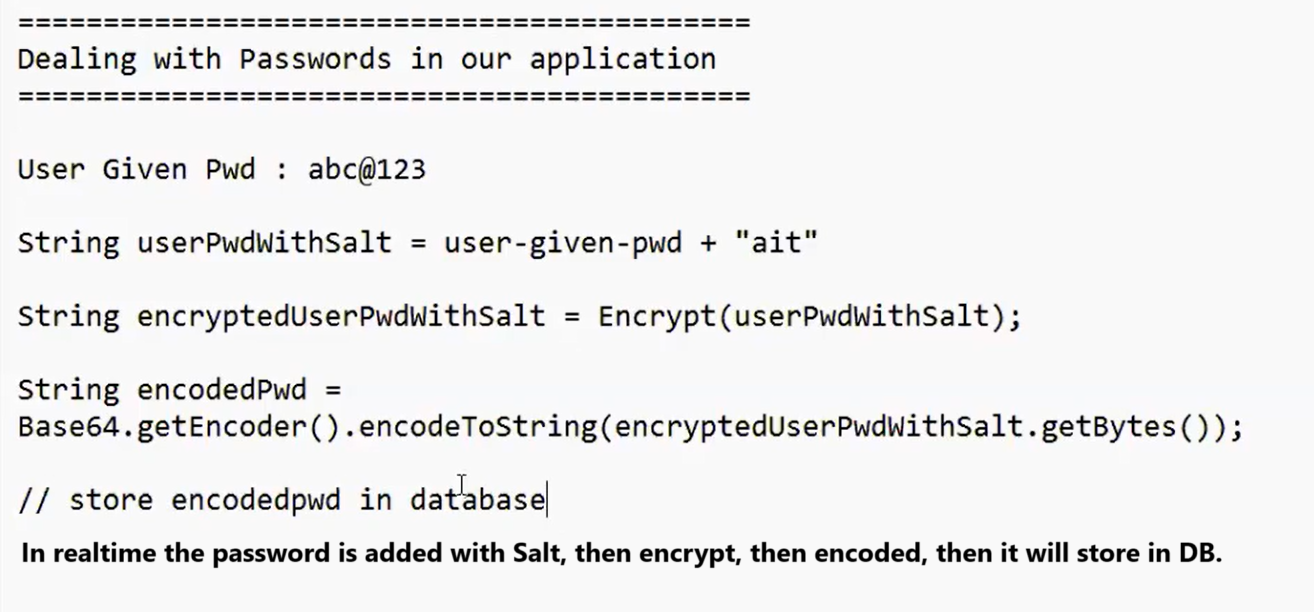 ===========================================
Dealing with Passwords in our application
===========================================
User Given Pwd : abc@123
String userPwdWithSalt = user-given-pwd + "ait"
String encryptedUserPwdWithSalt = Encrypt(userPwdWithSalt);
String encodedPwd =
Base64.getEncoder().encodeToString(encryptedUserPwdWithSalt.getBytes());
// store encodedpwd in database
In realtime the password is added with Salt, then encrypt, then encoded, then it will store in DB.